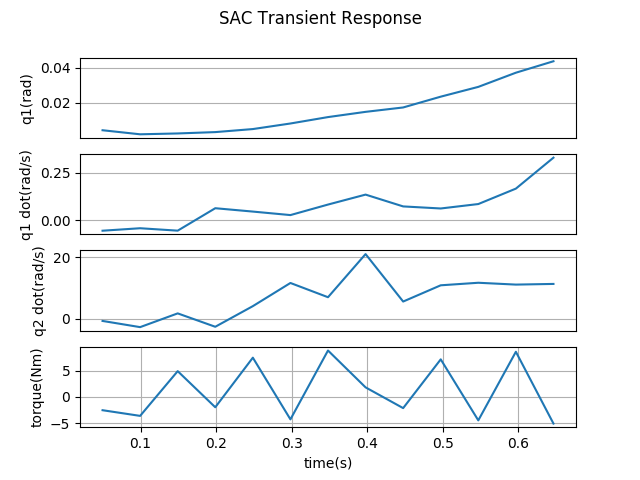 SAC Transient Response
q1(rad)
0.04
0.02
q1 dot(rad/s)
0.25
0.00
q2 dot(rad/s)
20
0
torque(Nm)
5
0
−5
0.1 0.2 0.3 0.4 0.5 0.6
time(s)